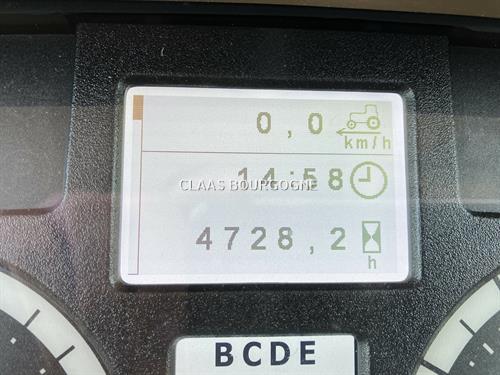 0,0 km/h
14:58
CLAAS BOURGOGNE
4728,2 h
BCDE